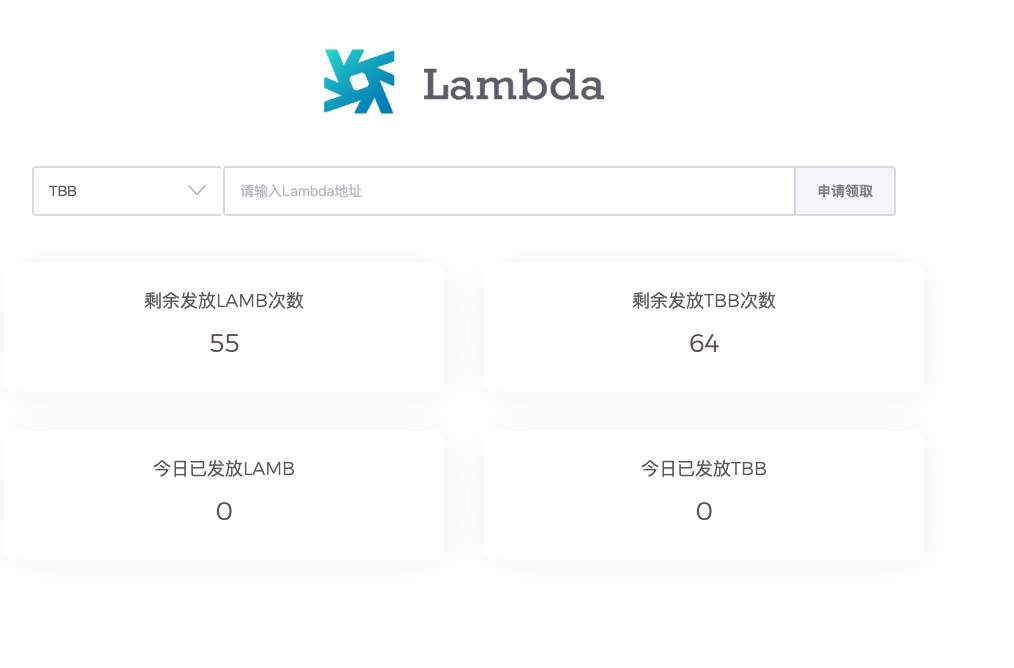 Lambda
TBB
请输入Lambda地址
申请领取
剩余发放LAMB次数
剩余发放TBB次数
55
64
今日已发放LAMB
今日已发放TBB
0
0